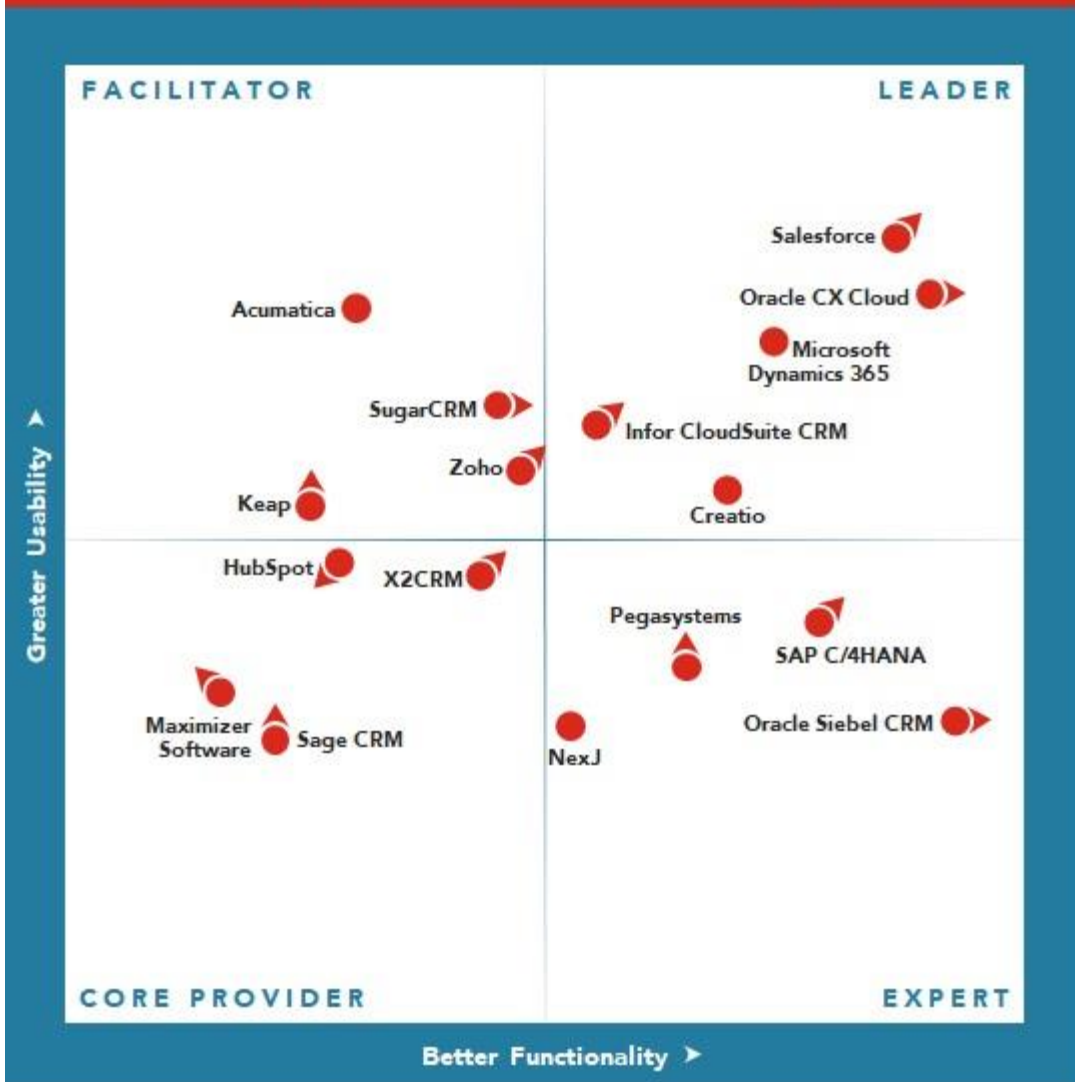 FACILITATOR
LEADER
Salesforce
Oracle CX Cloud
Acumatica
Microsoft
Dynamics 365
SugarCRM
Infor CloudSuite CRM
Zoho
Keap
Creatio
HubSpot
X2CRM
Pegasystems
SAP C/4HANA
Maximizer
Software
Sage CRM
Oracle Siebel CRM
NexJ
Greater Usability
CORE PROVIDER
EXPERT
Better Functionality